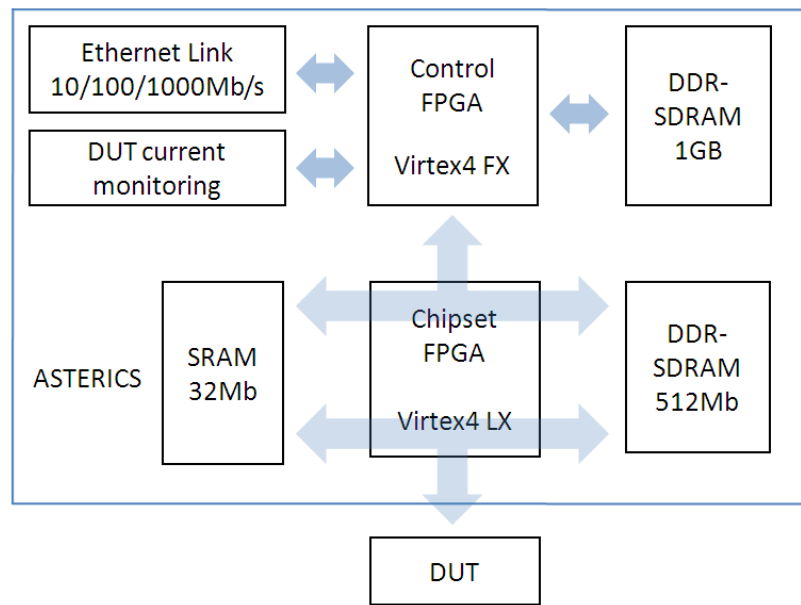 Ethernet Link
10/100/1000Mb/s
DUT current
monitoring
Control
FPGA
Virtex4 FX
DDR-
SDRAM
1GB
ASTERICS
SRAM
32Mb
Chipset
FPGA
Virtex4 LX
DDR-
SDRAM
512Mb
DUT